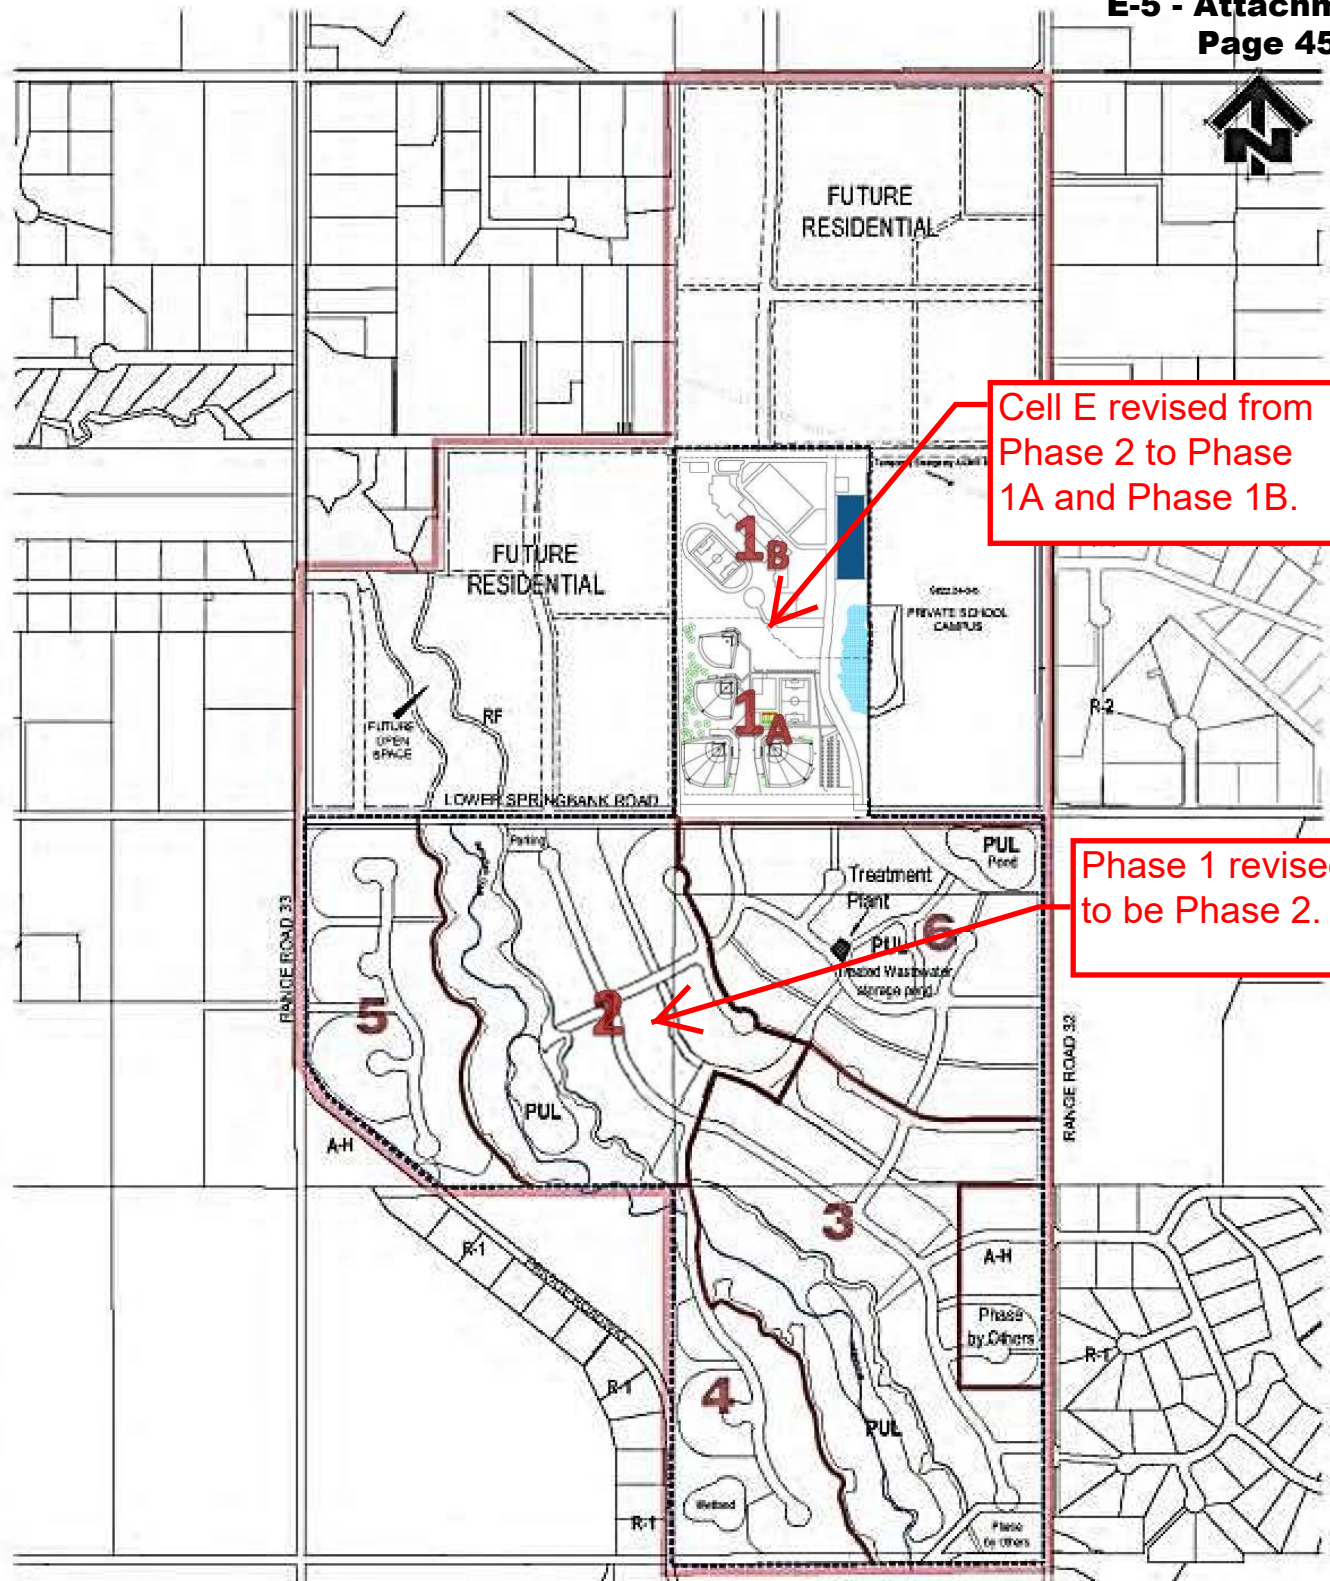 E-5 - Attachm
Page 45
N
FUTURE
RESIDENTIAL
Cell E revised from
Phase 2 to Phase
1A and Phase 1B.
1B
FUTURE
RESIDENTIAL
PRIVATE SCHOOL
CAMPUS
R-2
1A
RF
FUTURE
OPEN
SPACE
LOWER SPRINGBANK ROAD
Parking
PUL
Pond
Phase 1 revise
to be Phase 2.
Treatment
Plant
RANGE ROAD 33
6
PUL
Treated Wastewater
storage pond
5
2
RANGE ROAD 32
PUL
A-H
3
R-1
A-H
Phase
by Others
R-1
R-1
4
PUL
Wetland
R-1
Phase
by Others